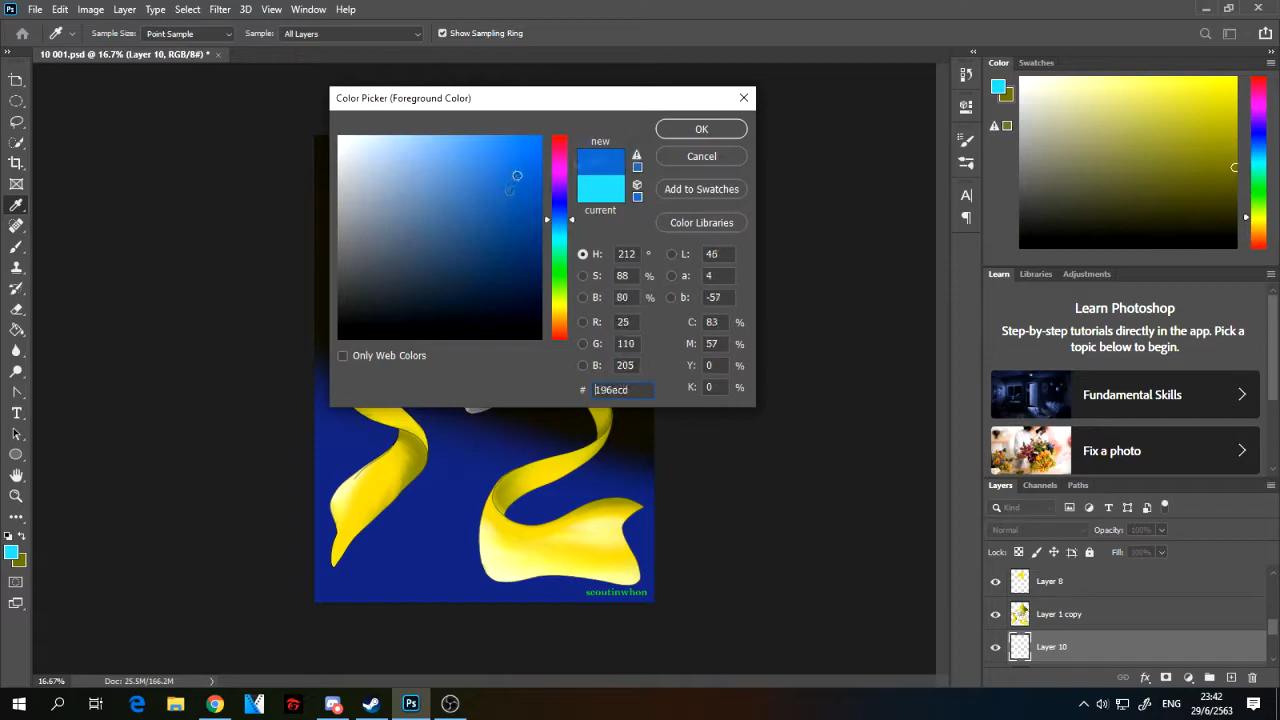 Ps File Edit Image Layer Type Select Filter 3D View Window Help
Sample Size: Point Sample Sample: All Layers Show Sampling Ring
10 001.psd @ 16.7% (Layer 10, RGB/8#) *
Color Swatches
Color Picker (Foreground Color)
new
current
OK
Cancel
Add to Swatches
Color Libraries
H: 212 ° L: 46
S: 88 % a: 4
B: 80 % b: -57
R: 25 C: 83 %
G: 110 M: 57 %
B: 205 Y: 0 %
# 196ecd K: 0 %
Only Web Colors
A|
T
scoutinwhon
Learn Libraries Adjustments
Learn Photoshop
Step-by-step tutorials directly in the app. Pick a
topic below to begin.
Fundamental Skills
Fix a photo
Layers Channels Paths
Kind
Normal Opacity: 100%
Lock: Fill: 100%
Layer 8
Layer 1 copy
Layer 10
16.67% Doc: 25.5M/166.2M
Ps
ENG
23:42
29/6/2563